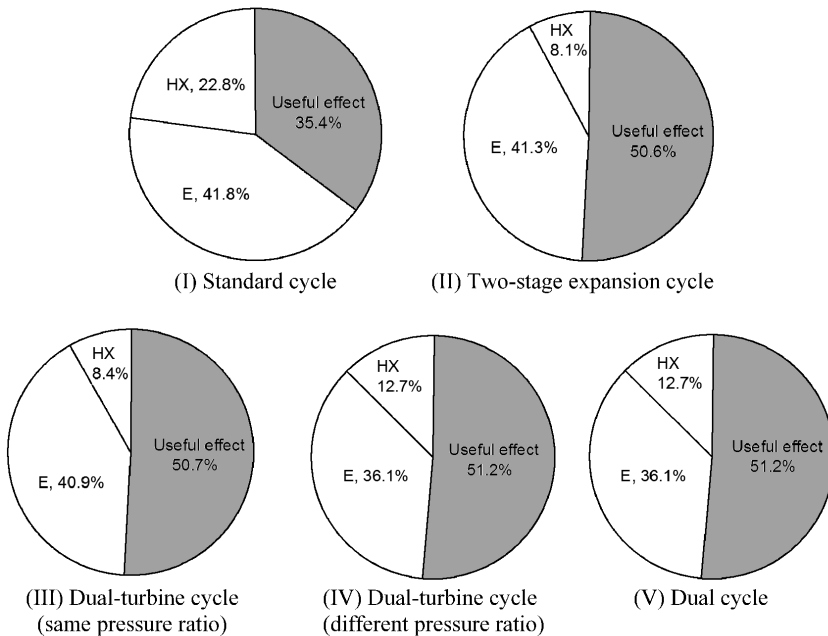 HX, 22.8%
Useful effect
35.4%
E, 41.8%
(I) Standard cycle
HX
8.1%
Useful effect
50.6%
E, 41.3%
(II) Two-stage expansion cycle
HX
8.4%
Useful effect
50.7%
E, 40.9%
(III) Dual-turbine cycle
(same pressure ratio)
HX
12.7%
Useful effect
51.2%
E, 36.1%
(IV) Dual-turbine cycle
(different pressure ratio)
HX
12.7%
Useful effect
51.2%
E, 36.1%
(V) Dual cycle